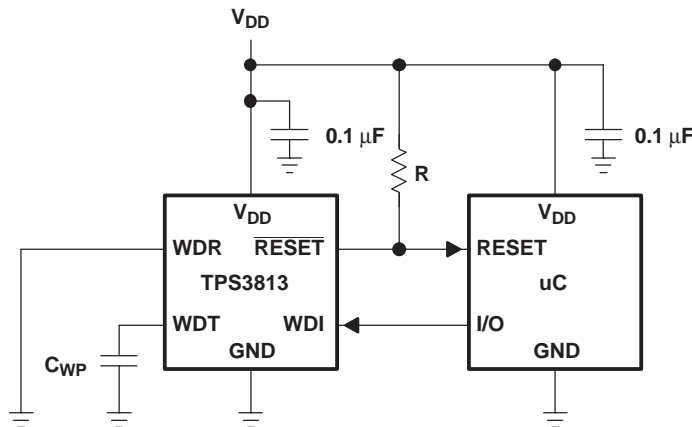 VDD
0.1 μF
0.1 μF
R
VDD
VDD
WDR
RESET
RESET
TPS3813
uC
WDT
WDI
I/O
GND
GND
CWP